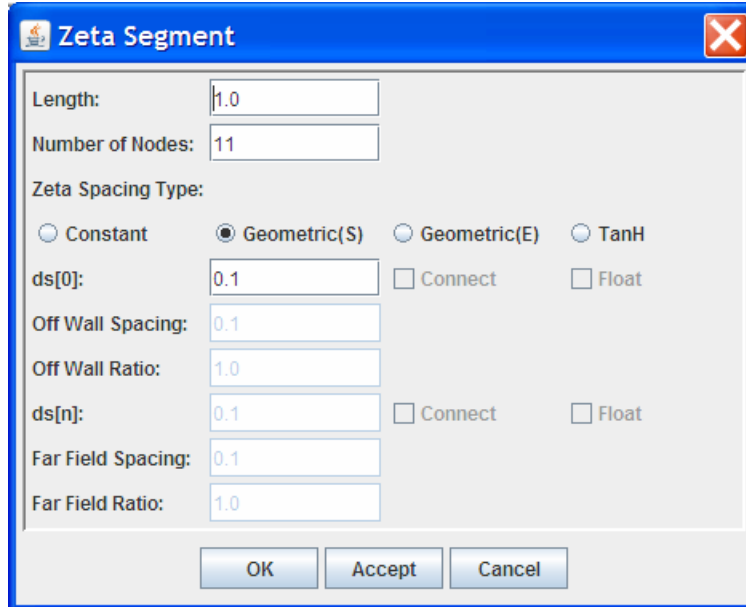 Zeta Segment
Length: 1.0
Number of Nodes: 11
Zeta Spacing Type:
Constant Geometric(S) Geometric(E) TanH
ds[0]: 0.1 Connect Float
Off Wall Spacing: 0.1
Off Wall Ratio: 1.0
ds[n]: 0.1 Connect Float
Far Field Spacing: 0.1
Far Field Ratio: 1.0
OK Accept Cancel